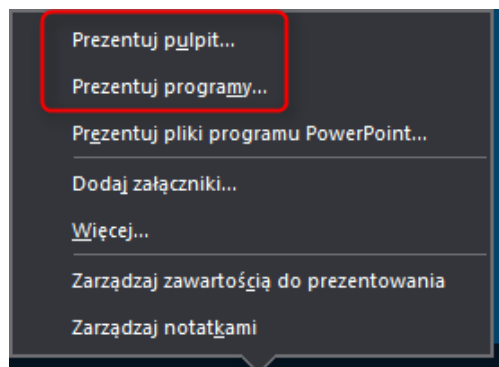 Prezentuj pulpit...
Prezentuj programy...
Prezentuj pliki programu PowerPoint...
Dodaj załączniki...
Więcej...
Zarządzaj zawartością do prezentowania
Zarządzaj notatkami